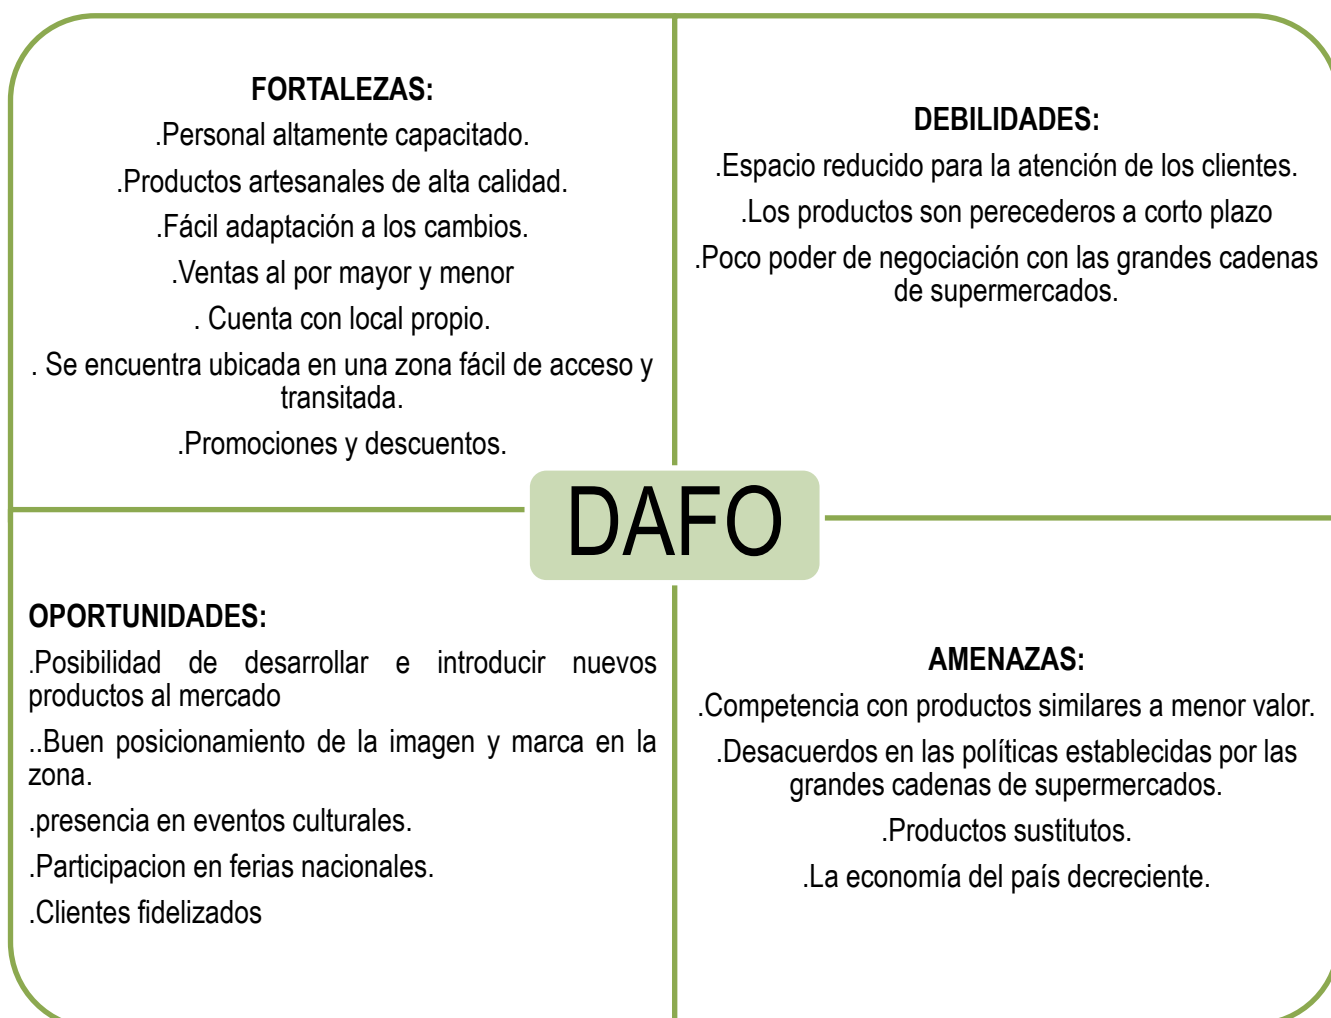 FORTALEZAS:
.Personal altamente capacitado.
.Productos artesanales de alta calidad.
.Fácil adaptación a los cambios.
.Ventas al por mayor y menor
. Cuenta con local propio.
. Se encuentra ubicada en una zona fácil de acceso y
transitada.
.Promociones y descuentos.
DEBILIDADES:
.Espacio reducido para la atención de los clientes.
.Los productos son perecederos a corto plazo
.Poco poder de negociación con las grandes cadenas
de supermercados.
DAFO
OPORTUNIDADES:
.Posibilidad de desarrollar e introducir nuevos
productos al mercado
..Buen posicionamiento de la imagen y marca en la
zona.
.presencia en eventos culturales.
.Participacion en ferias nacionales.
.Clientes fidelizados
AMENAZAS:
.Competencia con productos similares a menor valor.
.Desacuerdos en las políticas establecidas por las
grandes cadenas de supermercados.
.Productos sustitutos.
.La economía del país decreciente.